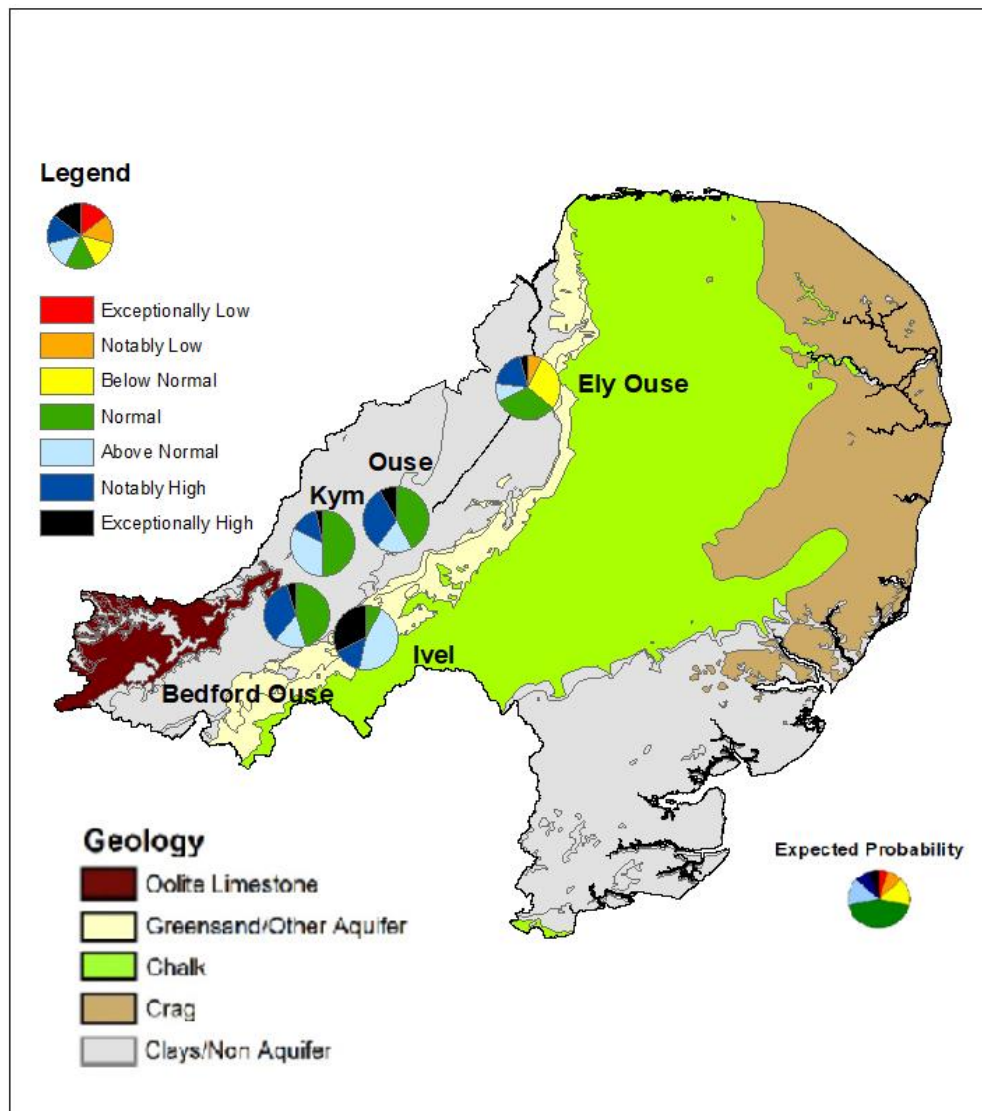 Legend
Exceptionally Low
Notably Low
Below Normal
Normal
Above Normal
Notably High
Exceptionally High
Ely Ouse
Ouse
Kym
Ivel
Bedford Ouse
Geology
Oolite Limestone
Greensand/Other Aquifer
Chalk
Crag
Clays/Non Aquifer
Expected Probability